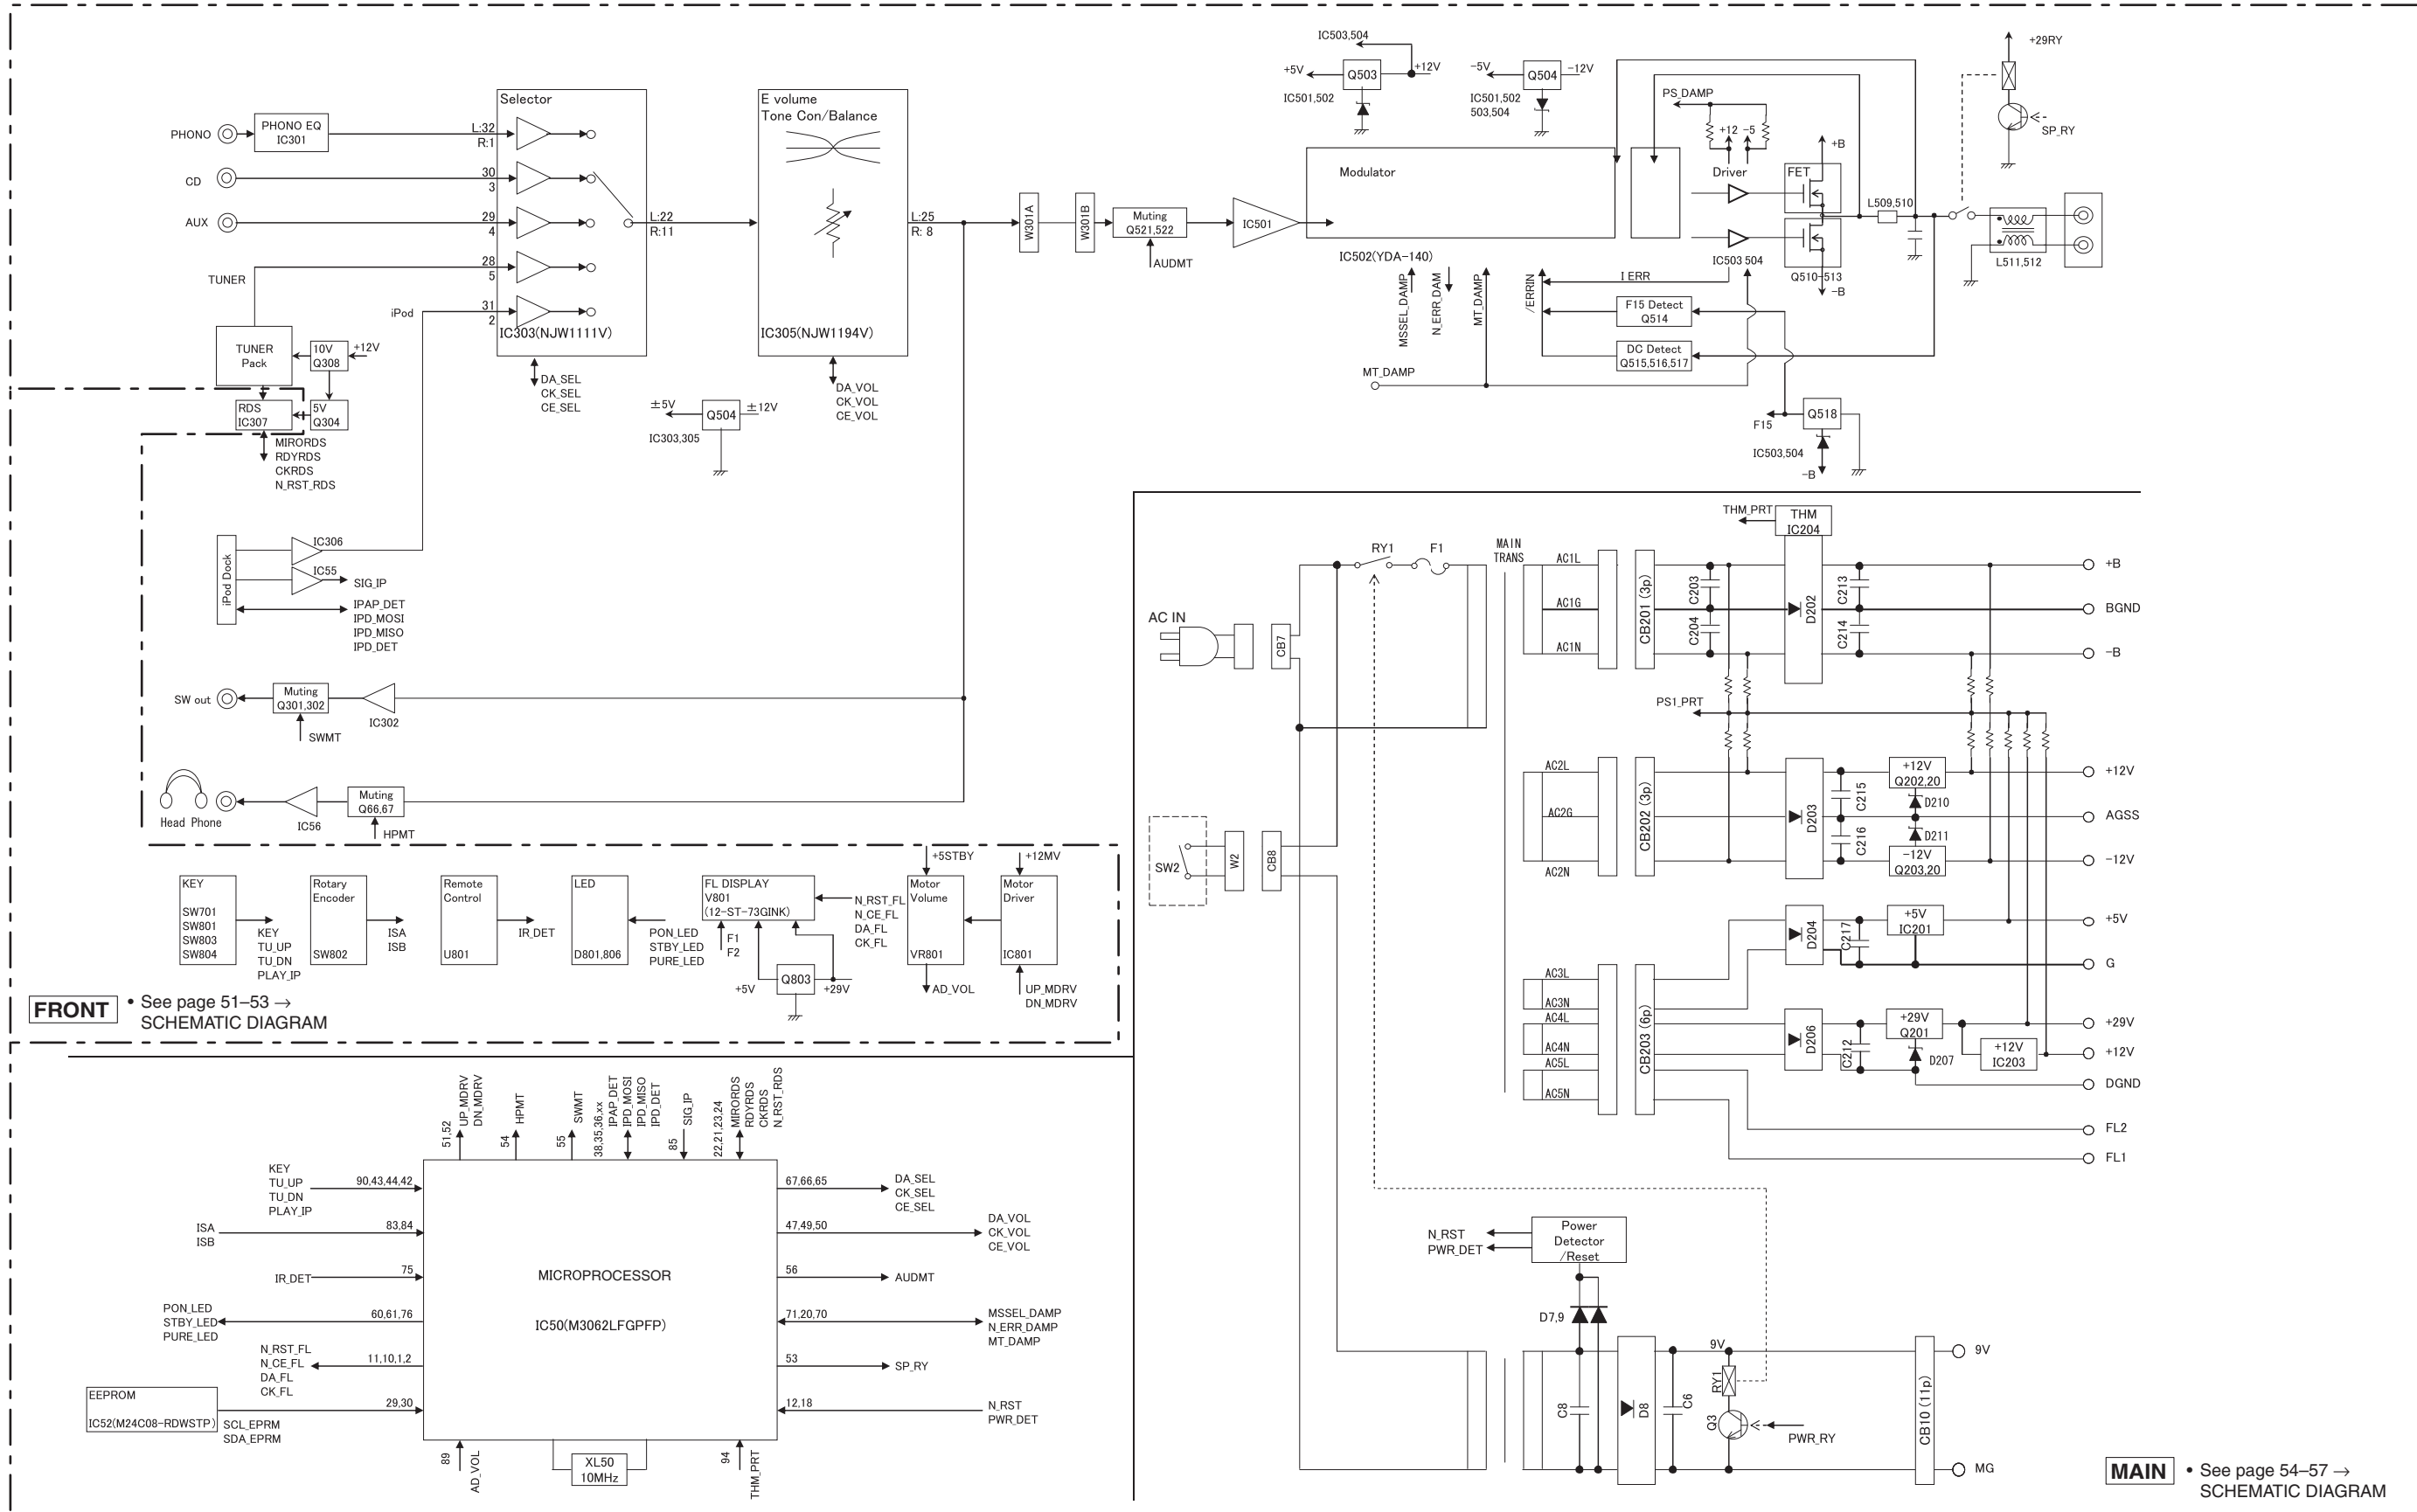 PHONO
PHONO EQ
IC301
CD
AUX
TUNER
iPod
L:32
R:1
30
3
29
4
28
5
31
2
Selector
IC303(NJW1111V)
DA_SEL
CK_SEL
CE_SEL
L:22
R:11
E volume
Tone Con/Balance
IC305(NJW1194V)
DA_VOL
CK_VOL
CE_VOL
L:25
R: 8
±5V
Q504
±12V
IC303,305
TUNER
Pack
10V
Q308
+12V
RDS
IC307
5V
Q304
MIRORDS
RDYRDS
CKRDS
N_RST_RDS
W301A
W301B
Muting
Q521,522
AUDMT
IC501
IC503,504
+5V
Q503
+12V
IC501,502
-5V
Q504
-12V
IC501,502
503,504
Modulator
IC502(YDA-140)
PS_DAMP
+12 -5
Driver
FET
+B
-B
IC503 504
Q510-513
L509,510
+29RY
SP_RY
L511,512
MSSEL_DAMP
N_ERR_DAM
MT_DAMP
/ERRIN
I ERR
F15 Detect
Q514
DC Detect
Q515,516,517
MT_DAMP
F15
Q518
IC503,504
-B
iPod Dock
IC306
IC55
SIG_IP
IPAP_DET
IPD_MOSI
IPD_MISO
IPD_DET
SW out
Muting
Q301,302
SWMT
IC302
Head Phone
IC56
Muting
Q66,67
HPMT
KEY
SW701
SW801
SW803
SW804
KEY
TU_UP
TU_DN
PLAY_IP
Rotary
Encoder
SW802
ISA
ISB
Remote
Control
U801
IR_DET
LED
D801,806
PON_LED
STBY_LED
PURE_LED
FL DISPLAY
V801
(12-ST-73GINK)
F1
F2
+5V
Q803
+29V
N_RST_FL
N_CE_FL
DA_FL
CK_FL
+5STBY
Motor
Volume
VR801
AD_VOL
+12MV
Motor
Driver
IC801
UP_MDRV
DN_MDRV
FRONT
• See page 51–53 →
SCHEMATIC DIAGRAM
AC IN
CB7
RY1
F1
MAIN
TRANS
AC1L
AC1G
AC1N
CB201 (3p)
C203
C204
THM_PRT
THM
IC204
D202
C213
C214
+B
BGND
-B
PS1_PRT
AC2L
AC2G
AC2N
CB202 (3p)
D203
C215
C216
+12V
Q202,20
D210
D211
-12V
Q203,20
+12V
AGSS
-12V
SW2
W2
CB8
AC3L
AC3N
AC4L
AC4N
AC5L
AC5N
CB203 (6p)
D204
C217
+5V
IC201
+5V
G
D206
C212
+29V
Q201
D207
+12V
IC203
+29V
+12V
DGND
FL2
FL1
51,52
UP_MDRV
DN_MDRV
54
HPMT
55
SWMT
38,35,36,xx
IPAP_DET
IPD_MOSI
IPD_MISO
IPD_DET
85
SIG_IP
22,21,23,24
MIRORDS
RDYRDS
CKRDS
N_RST_RDS
KEY
TU_UP
TU_DN
PLAY_IP
90,43,44,42
ISA
ISB
83,84
IR_DET
75
PON_LED
STBY_LED
PURE_LED
60,61,76
N_RST_FL
N_CE_FL
DA_FL
CK_FL
11,10,1,2
EEPROM
IC52(M24C08-RDWSTP)
29,30
SCL_EPRM
SDA_EPRM
MICROPROCESSOR
IC50(M3062LFGPFP)
67,66,65
DA_SEL
CK_SEL
CE_SEL
47,49,50
DA_VOL
CK_VOL
CE_VOL
56
AUDMT
71,20,70
MSSEL_DAMP
N_ERR_DAMP
MT_DAMP
53
SP_RY
12,18
N_RST
PWR_DET
89
AD_VOL
XL50
10MHz
94
THM_PRT
N_RST
PWR_DET
Power
Detector
/Reset
D7,9
C8
D8
C6
9V
RY1
Q3
PWR_RY
CB10 (11p)
9V
MG
MAIN
• See page 54–57 →
SCHEMATIC DIAGRAM